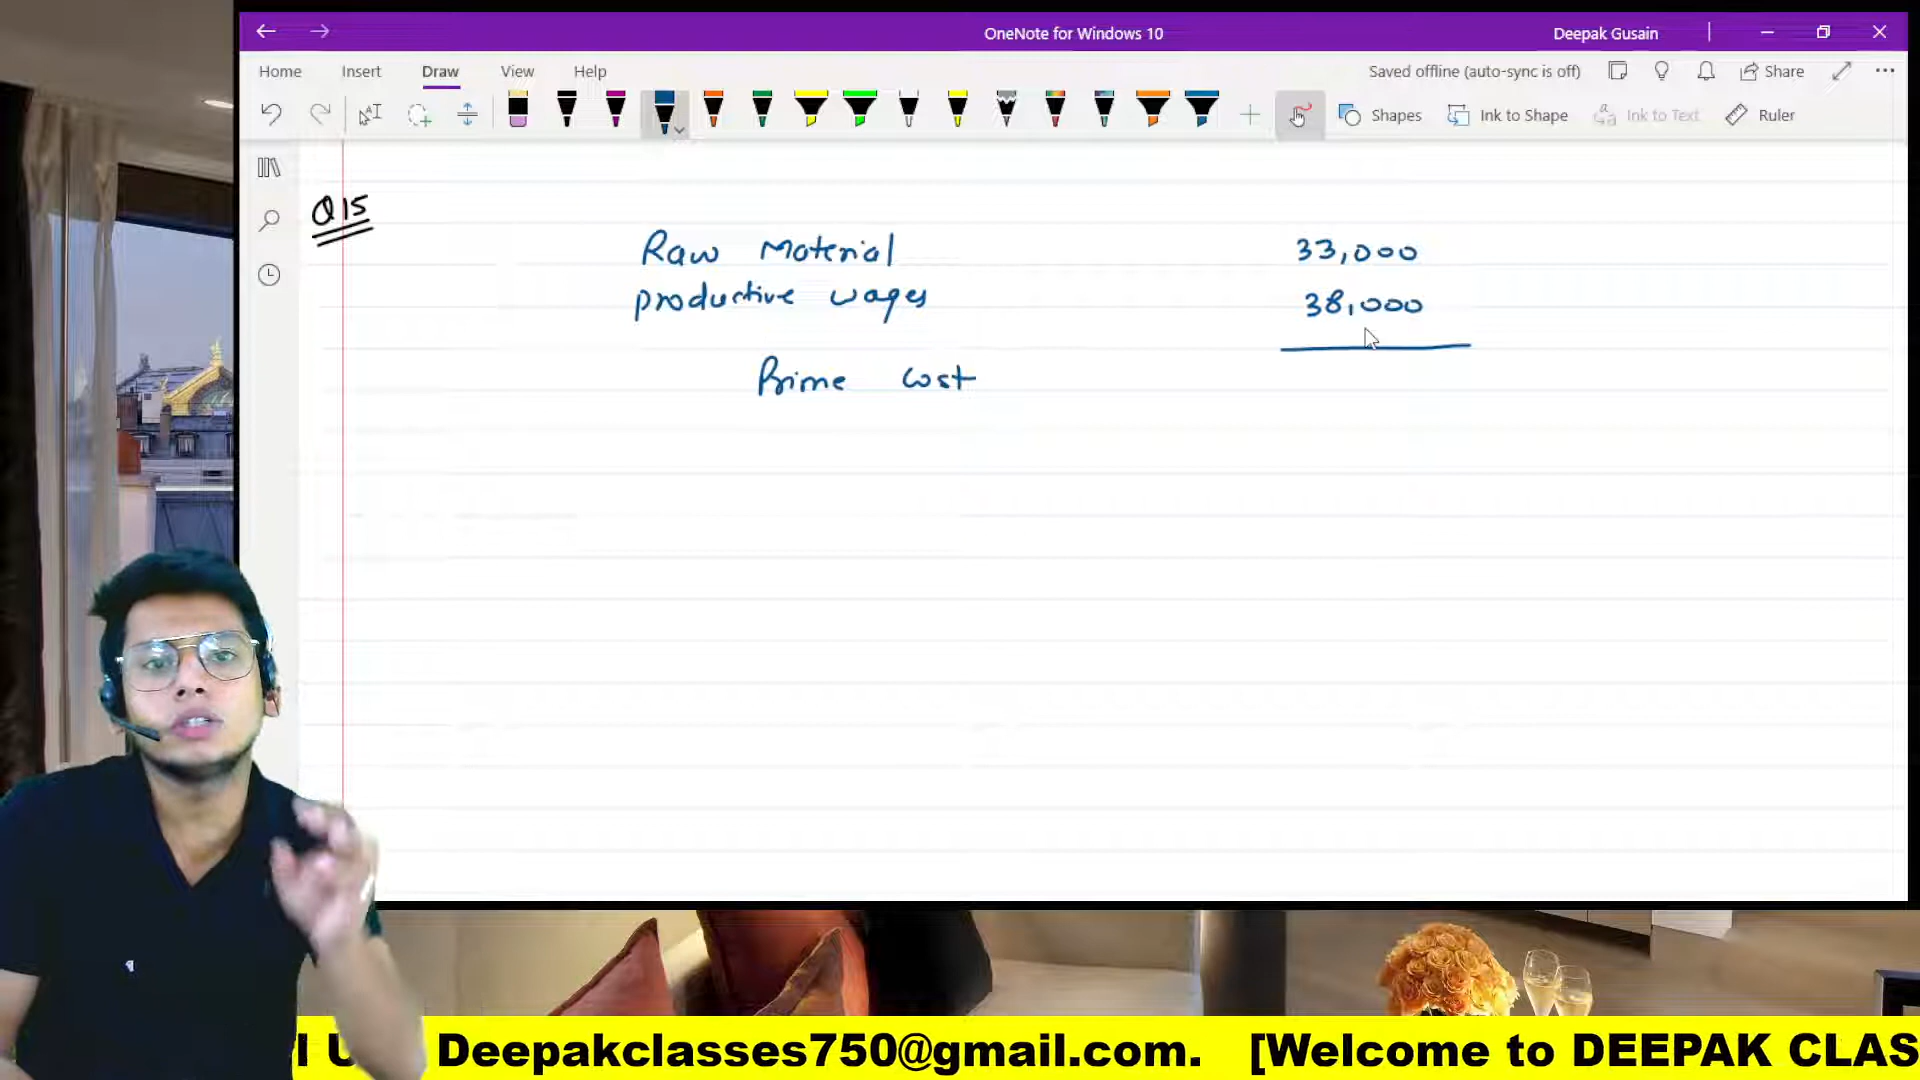 OneNote for Windows 10
Deepak Gusain
Home Insert Draw View Help
Saved offline (auto-sync is off)
Share
Shapes
Ink to Shape
Ink to Text
Ruler
Q15
Raw Material 33,000
productive wages 38,000
Prime Cost
Deepakclasses750@gmail.com. [Welcome to DEEPAK CLAS